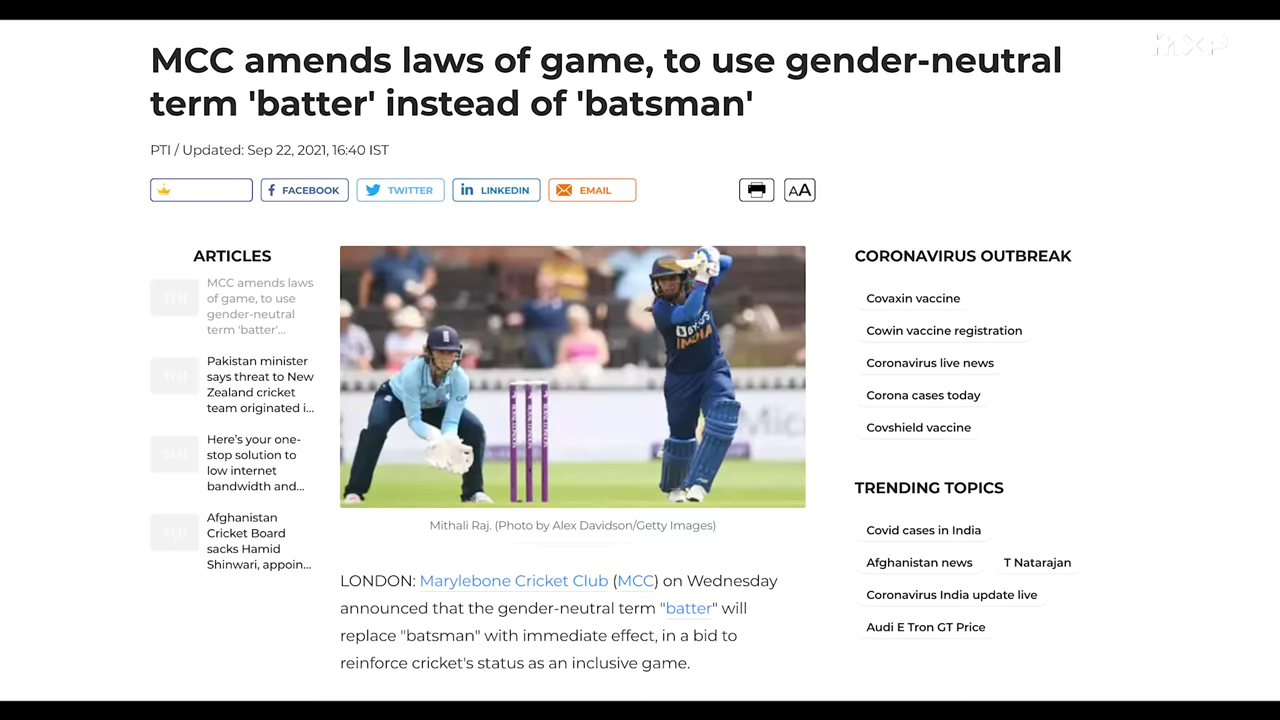 MCC amends laws of game, to use gender-neutral
term 'batter' instead of 'batsman'
PTI / Updated: Sep 22, 2021, 16:40 IST
FACEBOOK
TWITTER
LINKEDIN
EMAIL
AA
ARTICLES
MCC amends laws
of game, to use
gender-neutral
term 'batter'...
Pakistan minister
says threat to New
Zealand cricket
team originated i...
Here's your one-
stop solution to
low internet
bandwidth and...
Afghanistan
Cricket Board
sacks Hamid
Shinwari, appoin...
BYJU'S
INDIA
Mithali Raj. (Photo by Alex Davidson/Getty Images)
LONDON: Marylebone Cricket Club (MCC) on Wednesday
announced that the gender-neutral term "batter" will
replace "batsman" with immediate effect, in a bid to
reinforce cricket's status as an inclusive game.
CORONAVIRUS OUTBREAK
Covaxin vaccine
Cowin vaccine registration
Coronavirus live news
Corona cases today
Covshield vaccine
TRENDING TOPICS
Covid cases in India
Afghanistan news
T Natarajan
Coronavirus India update live
Audi E Tron GT Price